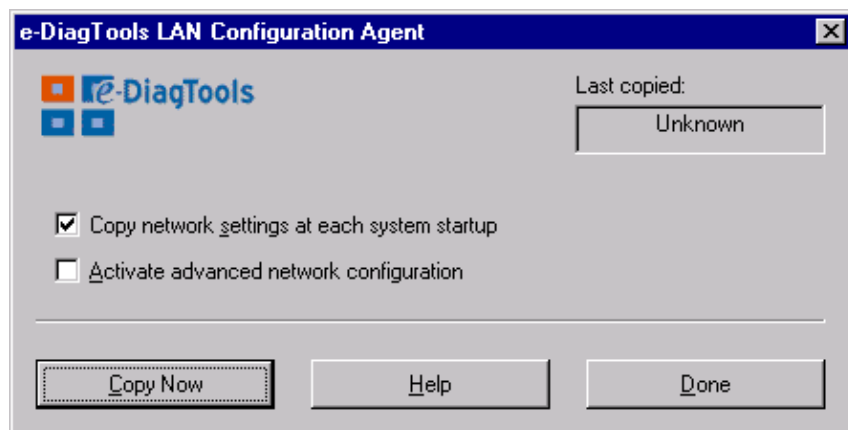 e-DiagTools LAN Configuration Agent
e-DiagTools
Last copied:
Unknown
Copy network settings at each system startup
Activate advanced network configuration
Copy Now
Help
Done